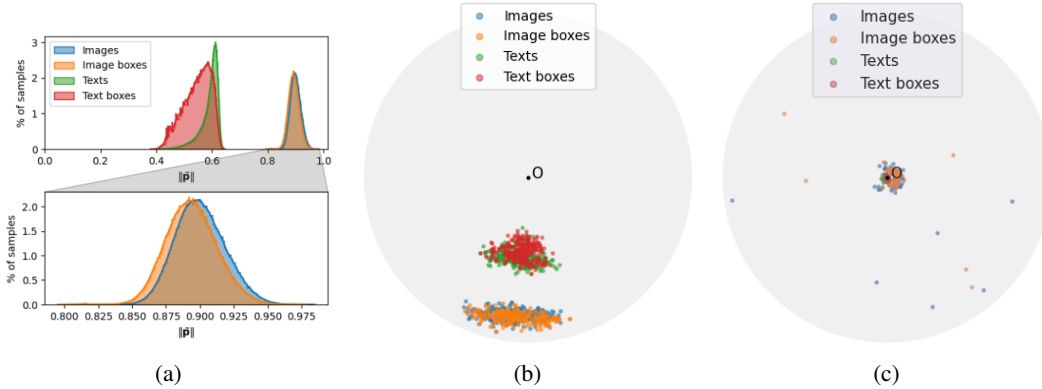 Images
Image boxes
Texts
Text boxes
% of samples
3
2
1
0
0.0
0.2
0.4
0.6
0.8
1.0
‖p̃‖
% of samples
2.0
1.5
1.0
0.5
0.0
0.800
0.825
0.850
0.875
0.900
0.925
0.950
0.975
‖p̃‖
(a)
Images
Image boxes
Texts
Text boxes
O
(b)
Images
Image boxes
Texts
Text boxes
O
(c)